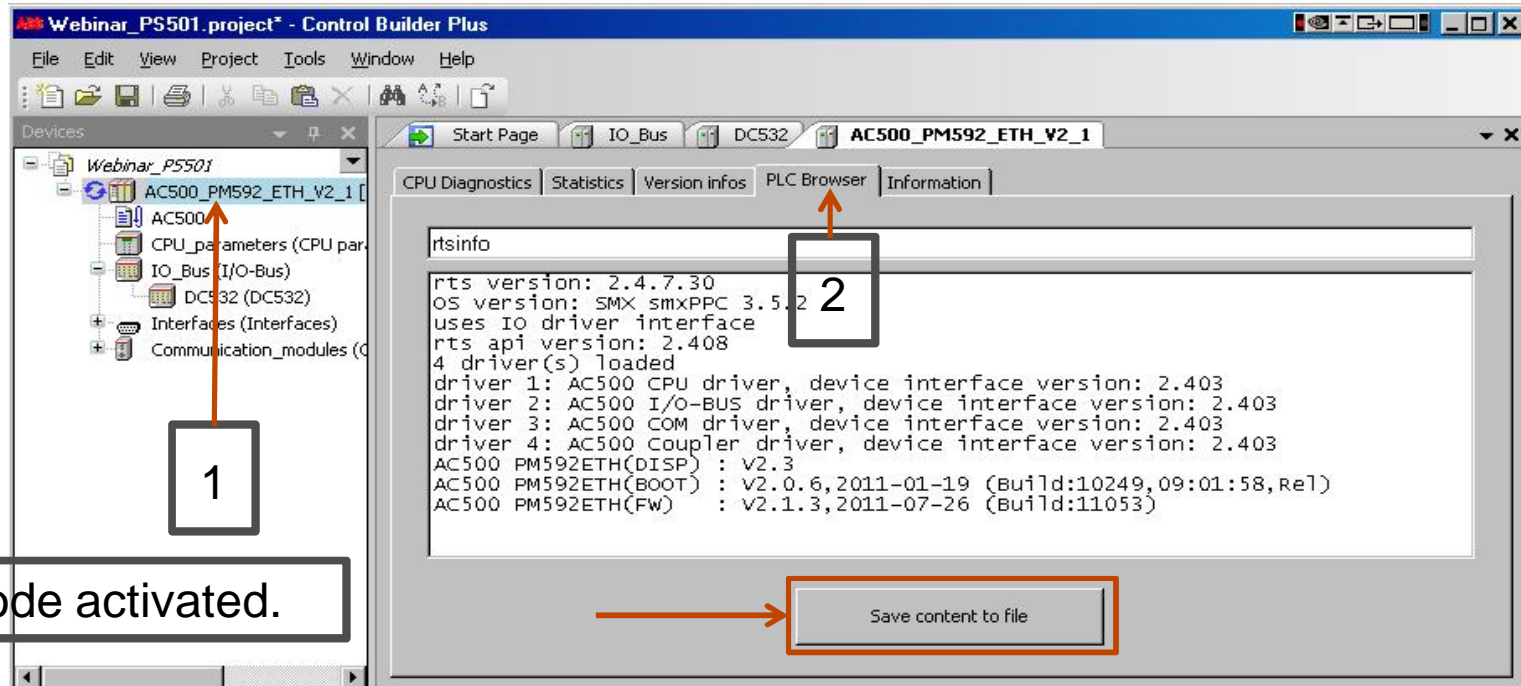 ABB Webinar_PS501.project* - Control Builder Plus
File Edit View Project Tools Window Help
Devices
Webinar_PS501
AC500_PM592_ETH_V2_1 [
AC500
CPU_parameters (CPU par
IO_Bus (I/O-Bus)
DC532 (DC532)
Interfaces (Interfaces)
Communication_modules (C
1
ode activated.
Start Page IO_Bus DC532 AC500_PM592_ETH_V2_1
CPU Diagnostics Statistics Version infos PLC Browser Information
2
rtsinfo
rts version: 2.4.7.30
OS version: SMX smxPPC 3.5.2
uses IO driver interface
rts api version: 2.408
4 driver(s) loaded
driver 1: AC500 CPU driver, device interface version: 2.403
driver 2: AC500 I/O-BUS driver, device interface version: 2.403
driver 3: AC500 COM driver, device interface version: 2.403
driver 4: AC500 Coupler driver, device interface version: 2.403
AC500 PM592ETH(DISP) : V2.3
AC500 PM592ETH(BOOT) : V2.0.6,2011-01-19 (Build:10249,09:01:58,Rel)
AC500 PM592ETH(FW) : V2.1.3,2011-07-26 (Build:11053)
Save content to file